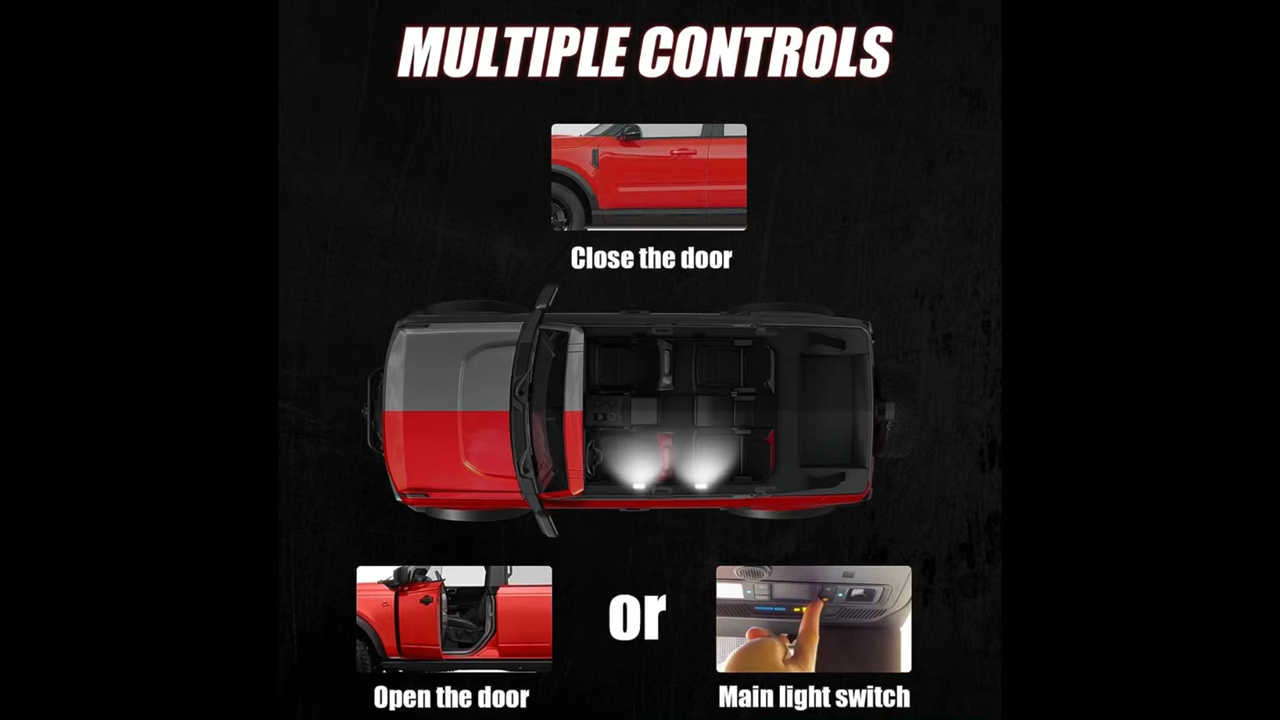 MULTIPLE CONTROLS
Close the door
or
Open the door
Main light switch